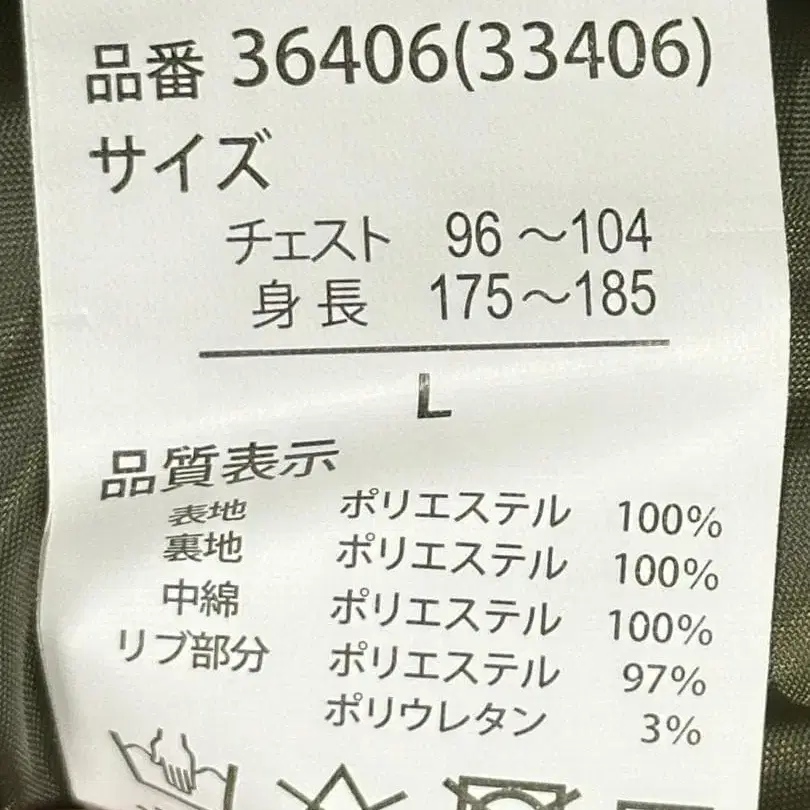 品番 36406(33406)
サイズ
チェスト 96～104
身長 175～185
L
品質表示
表地 ポリエステル 100%
裏地 ポリエステル 100%
中綿 ポリエステル 100%
リブ部分 ポリエステル 97%
ポリウレタン 3%